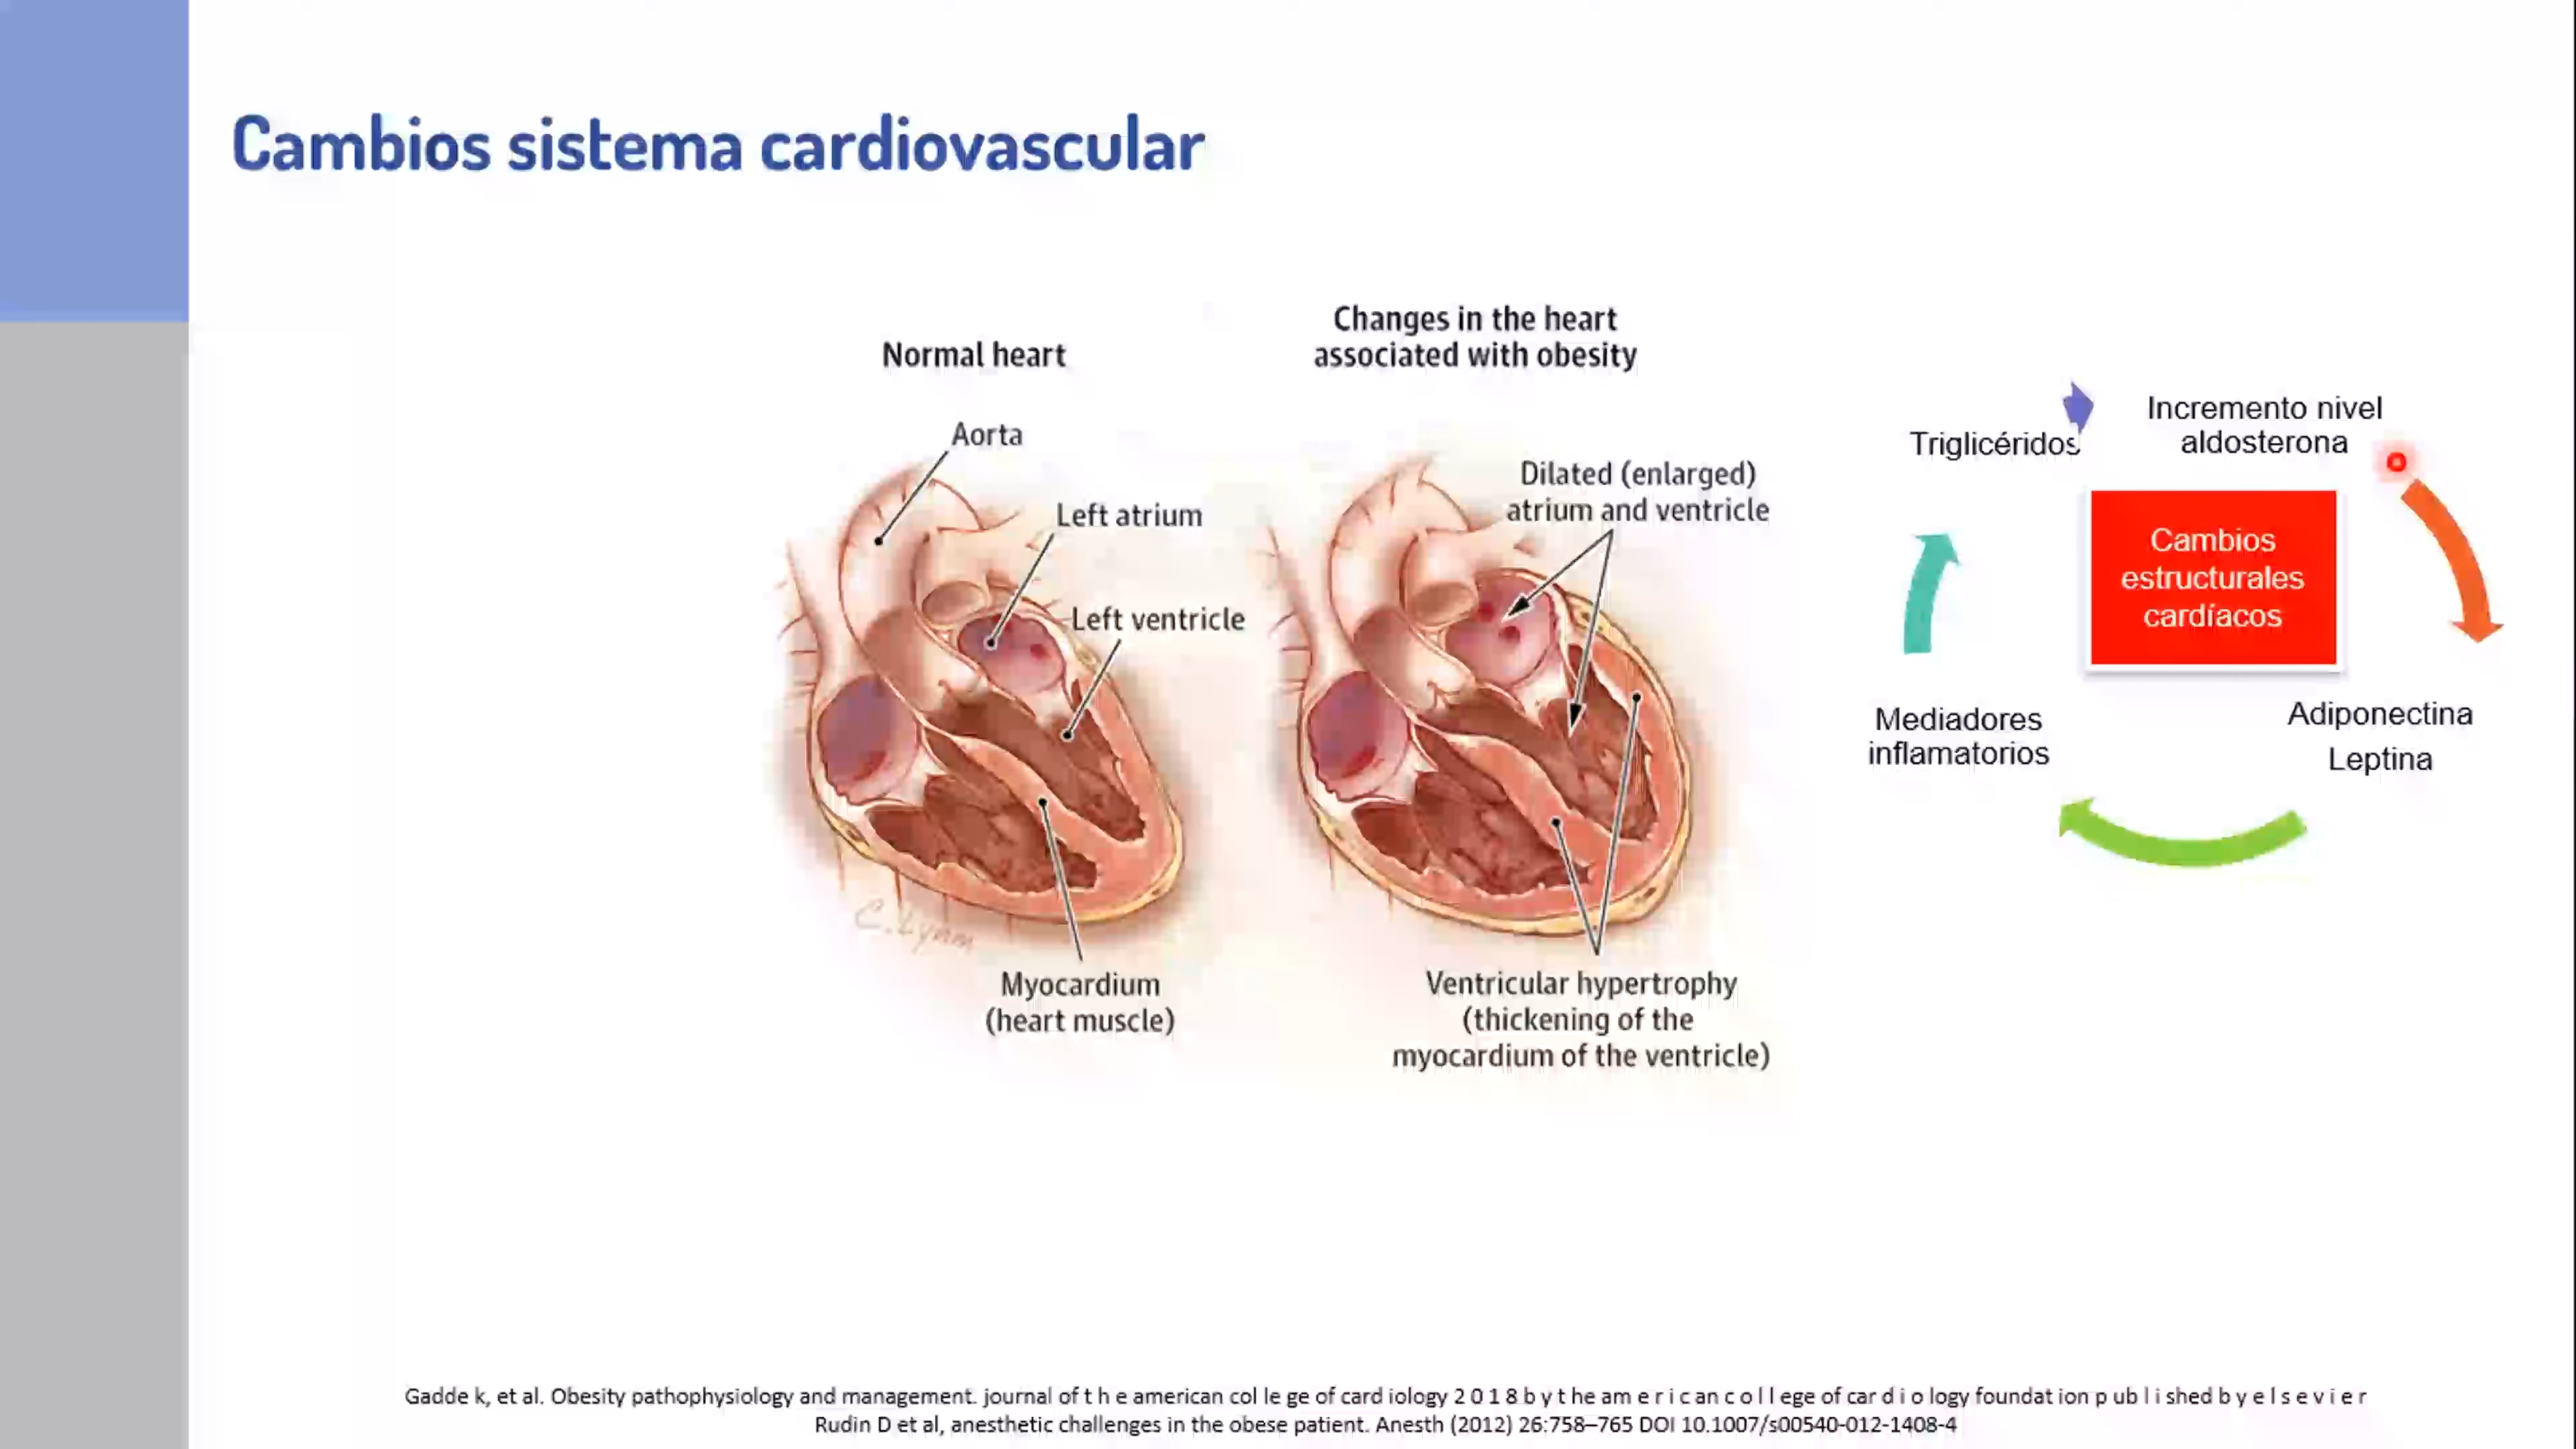 Cambios sistema cardiovascular
Normal heart
Changes in the heart
associated with obesity
Aorta
Left atrium
Left ventricle
Myocardium
(heart muscle)
C. Lynm
Dilated (enlarged)
atrium and ventricle
Ventricular hypertrophy
(thickening of the
myocardium of the ventricle)
Incremento nivel
aldosterona
Triglicéridos
Cambios
estructurales
cardíacos
Adiponectina
Leptina
Mediadores
inflamatorios
Gadde k, et al. Obesity pathophysiology and management. journal of t h e american col le ge of card iology 2 0 1 8 b y t he am e r i c an c o l l ege of car d i o logy foundat ion p ub l i shed b y e l s e v i e r
Rudin D et al, anesthetic challenges in the obese patient. Anesth (2012) 26:758–765 DOI 10.1007/s00540-012-1408-4